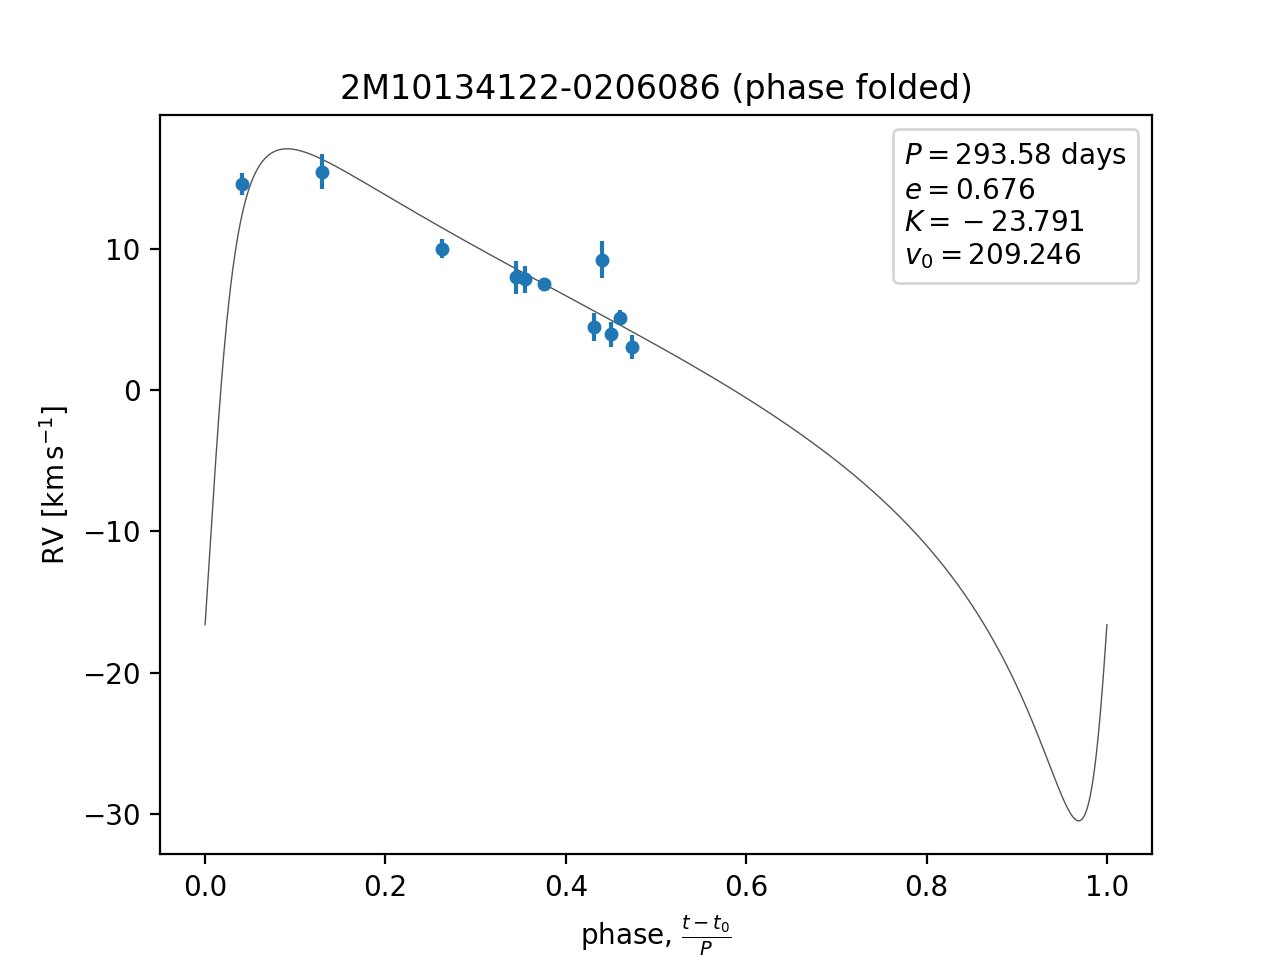 2M10134122-0206086 (phase folded)
P = 293.58 days
e = 0.676
K = −23.791
v₀ = 209.246
RV [km s⁻¹]
10
0
−10
−20
−30
0.0 0.2 0.4 0.6 0.8 1.0
phase, (t − t₀)/P